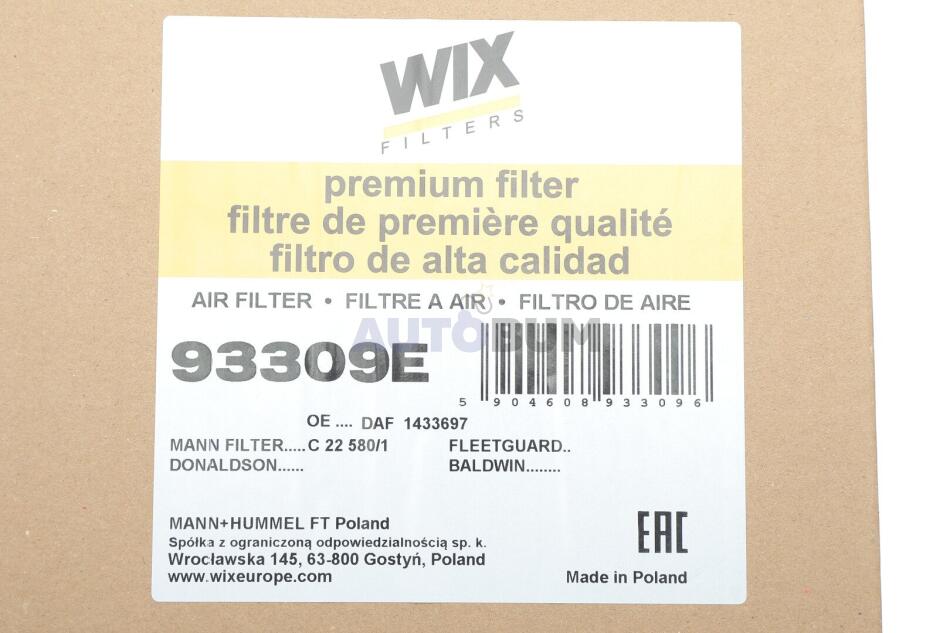 WIX
FILTERS
premium filter
filtre de première qualité
filtro de alta calidad
AIR FILTER • FILTRE A AIR • FILTRO DE AIRE
AUTOBUM
93309E
5 904608 933096
OE .... DAF 1433697
MANN FILTER.....C 22 580/1 FLEETGUARD..
DONALDSON...... BALDWIN........
MANN+HUMMEL FT Poland
Spółka z ograniczoną odpowiedzialnością sp. k.
Wrocławska 145, 63-800 Gostyń, Poland
www.wixeurope.com
EAC
Made in Poland